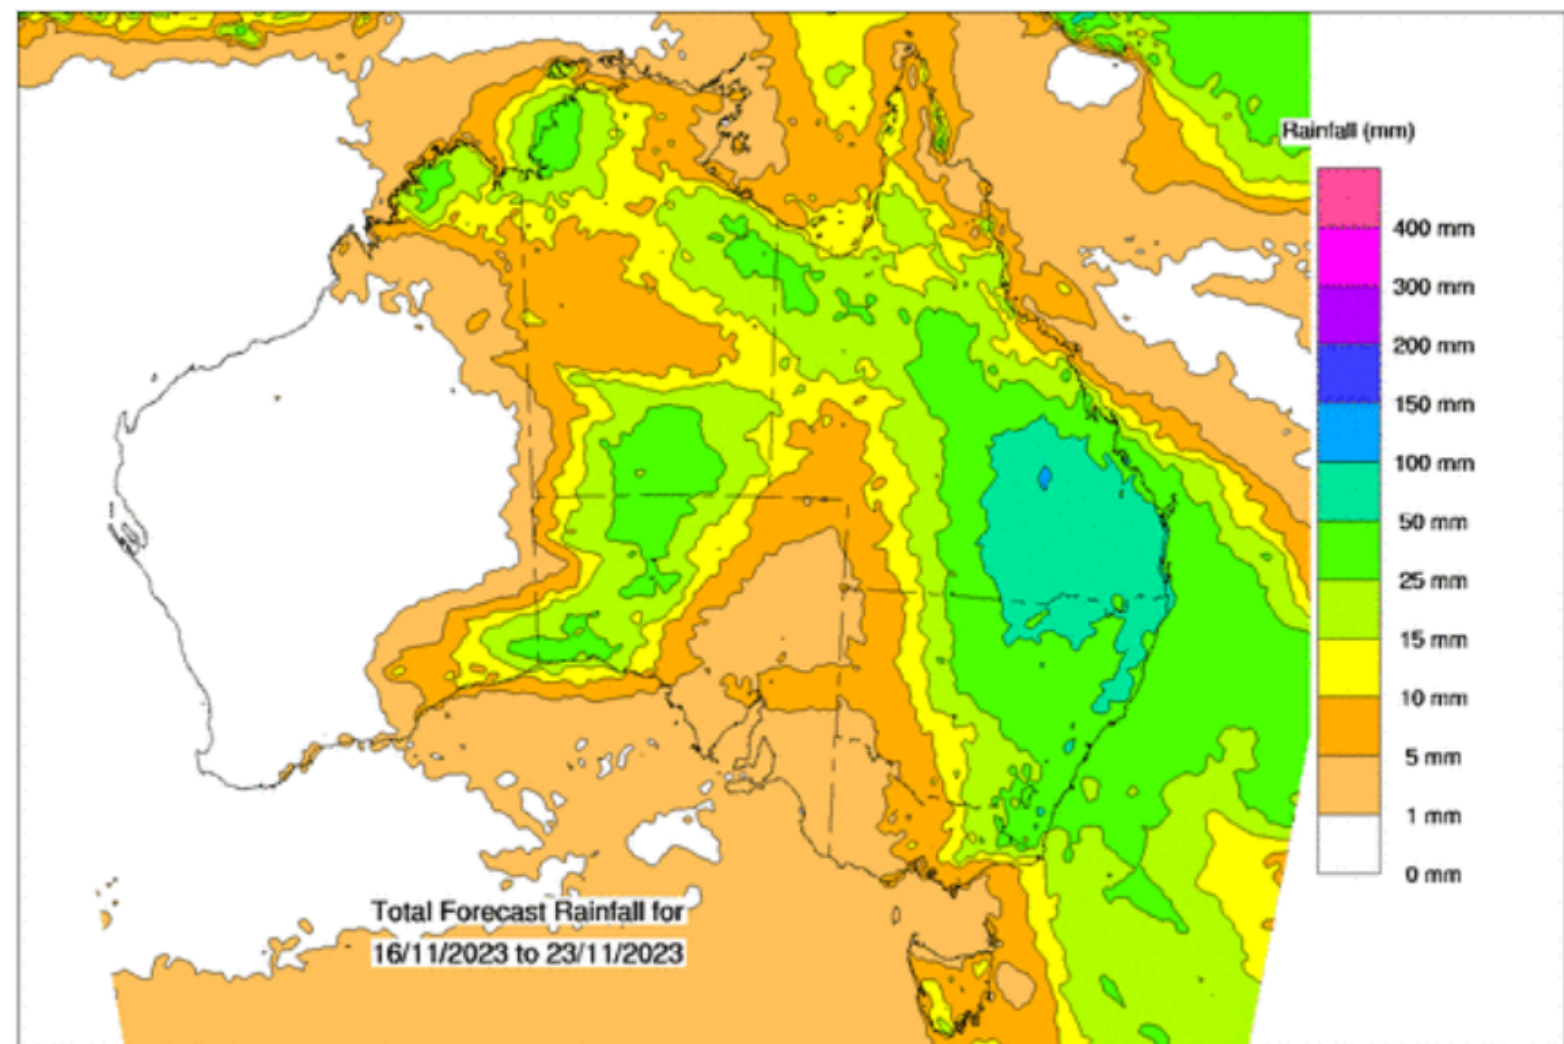 Rainfall (mm)
400 mm
300 mm
200 mm
150 mm
100 mm
50 mm
25 mm
15 mm
10 mm
5 mm
1 mm
0 mm
Total Forecast Rainfall for
16/11/2023 to 23/11/2023